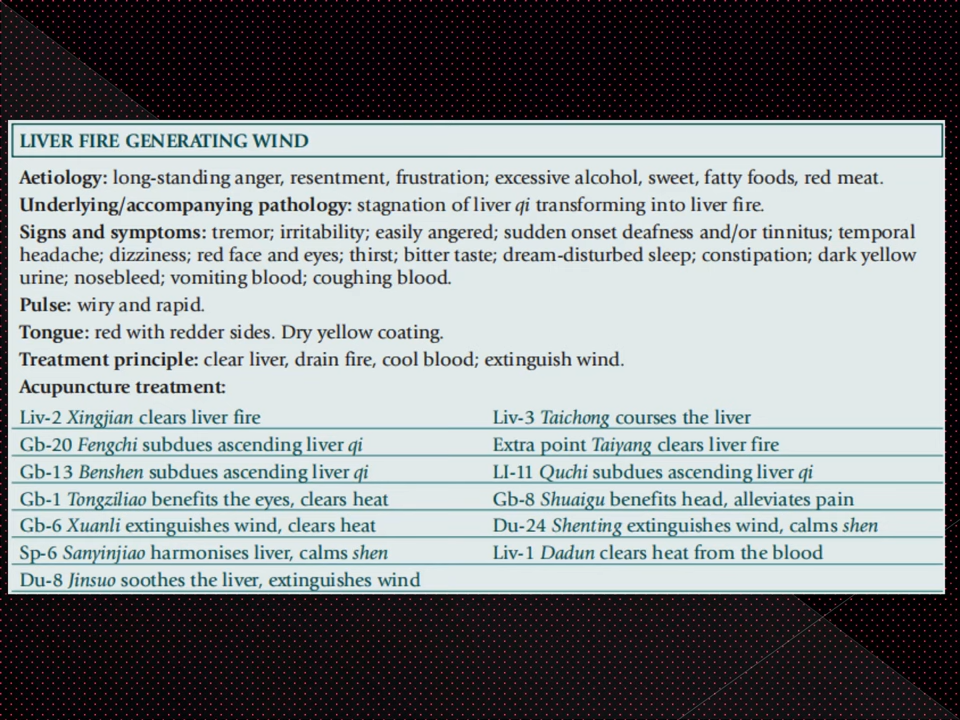 LIVER FIRE GENERATING WIND
Aetiology: long-standing anger, resentment, frustration; excessive alcohol, sweet, fatty foods, red meat.
Underlying/accompanying pathology: stagnation of liver qi transforming into liver fire.
Signs and symptoms: tremor; irritability; easily angered; sudden onset deafness and/or tinnitus; temporal
headache; dizziness; red face and eyes; thirst; bitter taste; dream-disturbed sleep; constipation; dark yellow
urine; nosebleed; vomiting blood; coughing blood.
Pulse: wiry and rapid.
Tongue: red with redder sides. Dry yellow coating.
Treatment principle: clear liver, drain fire, cool blood; extinguish wind.
Acupuncture treatment:
Liv-2 Xingjian clears liver fire Liv-3 Taichong courses the liver
Gb-20 Fengchi subdues ascending liver qi Extra point Taiyang clears liver fire
Gb-13 Benshen subdues ascending liver qi LI-11 Quchi subdues ascending liver qi
Gb-1 Tongziliao benefits the eyes, clears heat Gb-8 Shuaigu benefits head, alleviates pain
Gb-6 Xuanli extinguishes wind, clears heat Du-24 Shenting extinguishes wind, calms shen
Sp-6 Sanyinjiao harmonises liver, calms shen Liv-1 Dadun clears heat from the blood
Du-8 Jinsuo soothes the liver, extinguishes wind